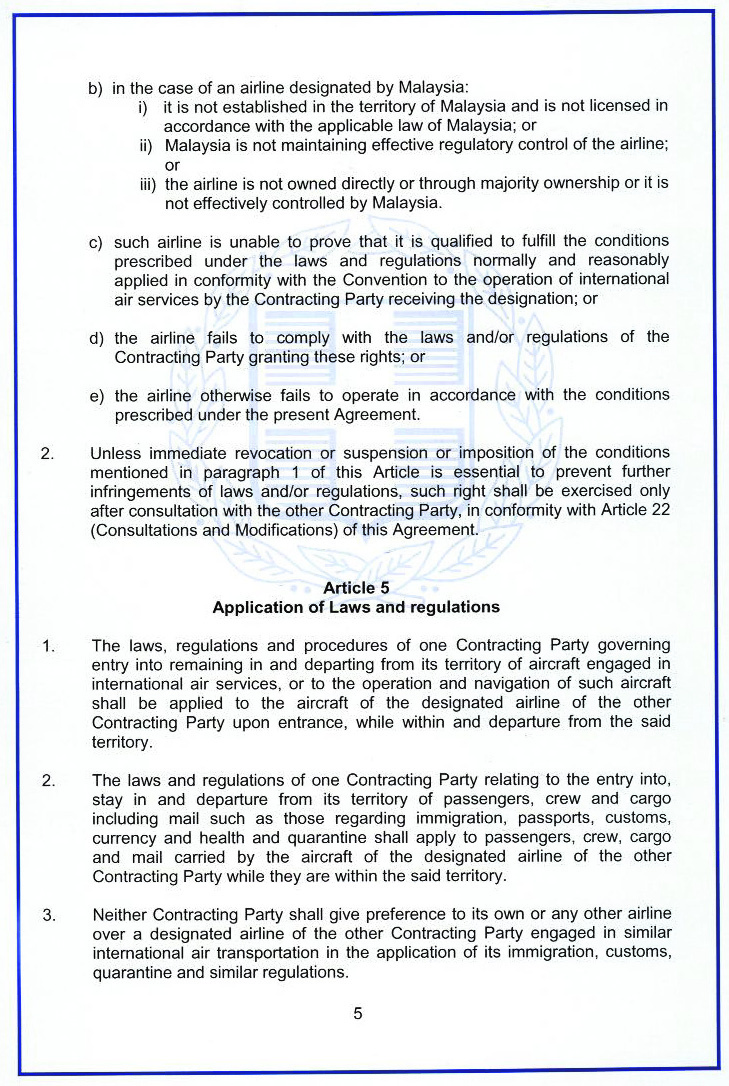 b) in the case of an airline designated by Malaysia:
i) it is not established in the territory of Malaysia and is not licensed in
accordance with the applicable law of Malaysia; or
ii) Malaysia is not maintaining effective regulatory control of the airline;
or
iii) the airline is not owned directly or through majority ownership or it is
not effectively controlled by Malaysia.
c) such airline is unable to prove that it is qualified to fulfill the conditions
prescribed under the laws and regulations normally and reasonably
applied in conformity with the Convention to the operation of international
air services by the Contracting Party receiving the designation; or
d) the airline fails to comply with the laws and/or regulations of the
Contracting Party granting these rights; or
e) the airline otherwise fails to operate in accordance with the conditions
prescribed under the present Agreement.
2. Unless immediate revocation or suspension or imposition of the conditions
mentioned in paragraph 1 of this Article is essential to prevent further
infringements of laws and/or regulations, such right shall be exercised only
after consultation with the other Contracting Party, in conformity with Article 22
(Consultations and Modifications) of this Agreement.
Article 5
Application of Laws and regulations
1. The laws, regulations and procedures of one Contracting Party governing
entry into remaining in and departing from its territory of aircraft engaged in
international air services, or to the operation and navigation of such aircraft
shall be applied to the aircraft of the designated airline of the other
Contracting Party upon entrance, while within and departure from the said
territory.
2. The laws and regulations of one Contracting Party relating to the entry into,
stay in and departure from its territory of passengers, crew and cargo
including mail such as those regarding immigration, passports, customs,
currency and health and quarantine shall apply to passengers, crew, cargo
and mail carried by the aircraft of the designated airline of the other
Contracting Party while they are within the said territory.
3. Neither Contracting Party shall give preference to its own or any other airline
over a designated airline of the other Contracting Party engaged in similar
international air transportation in the application of its immigration, customs,
quarantine and similar regulations.
5